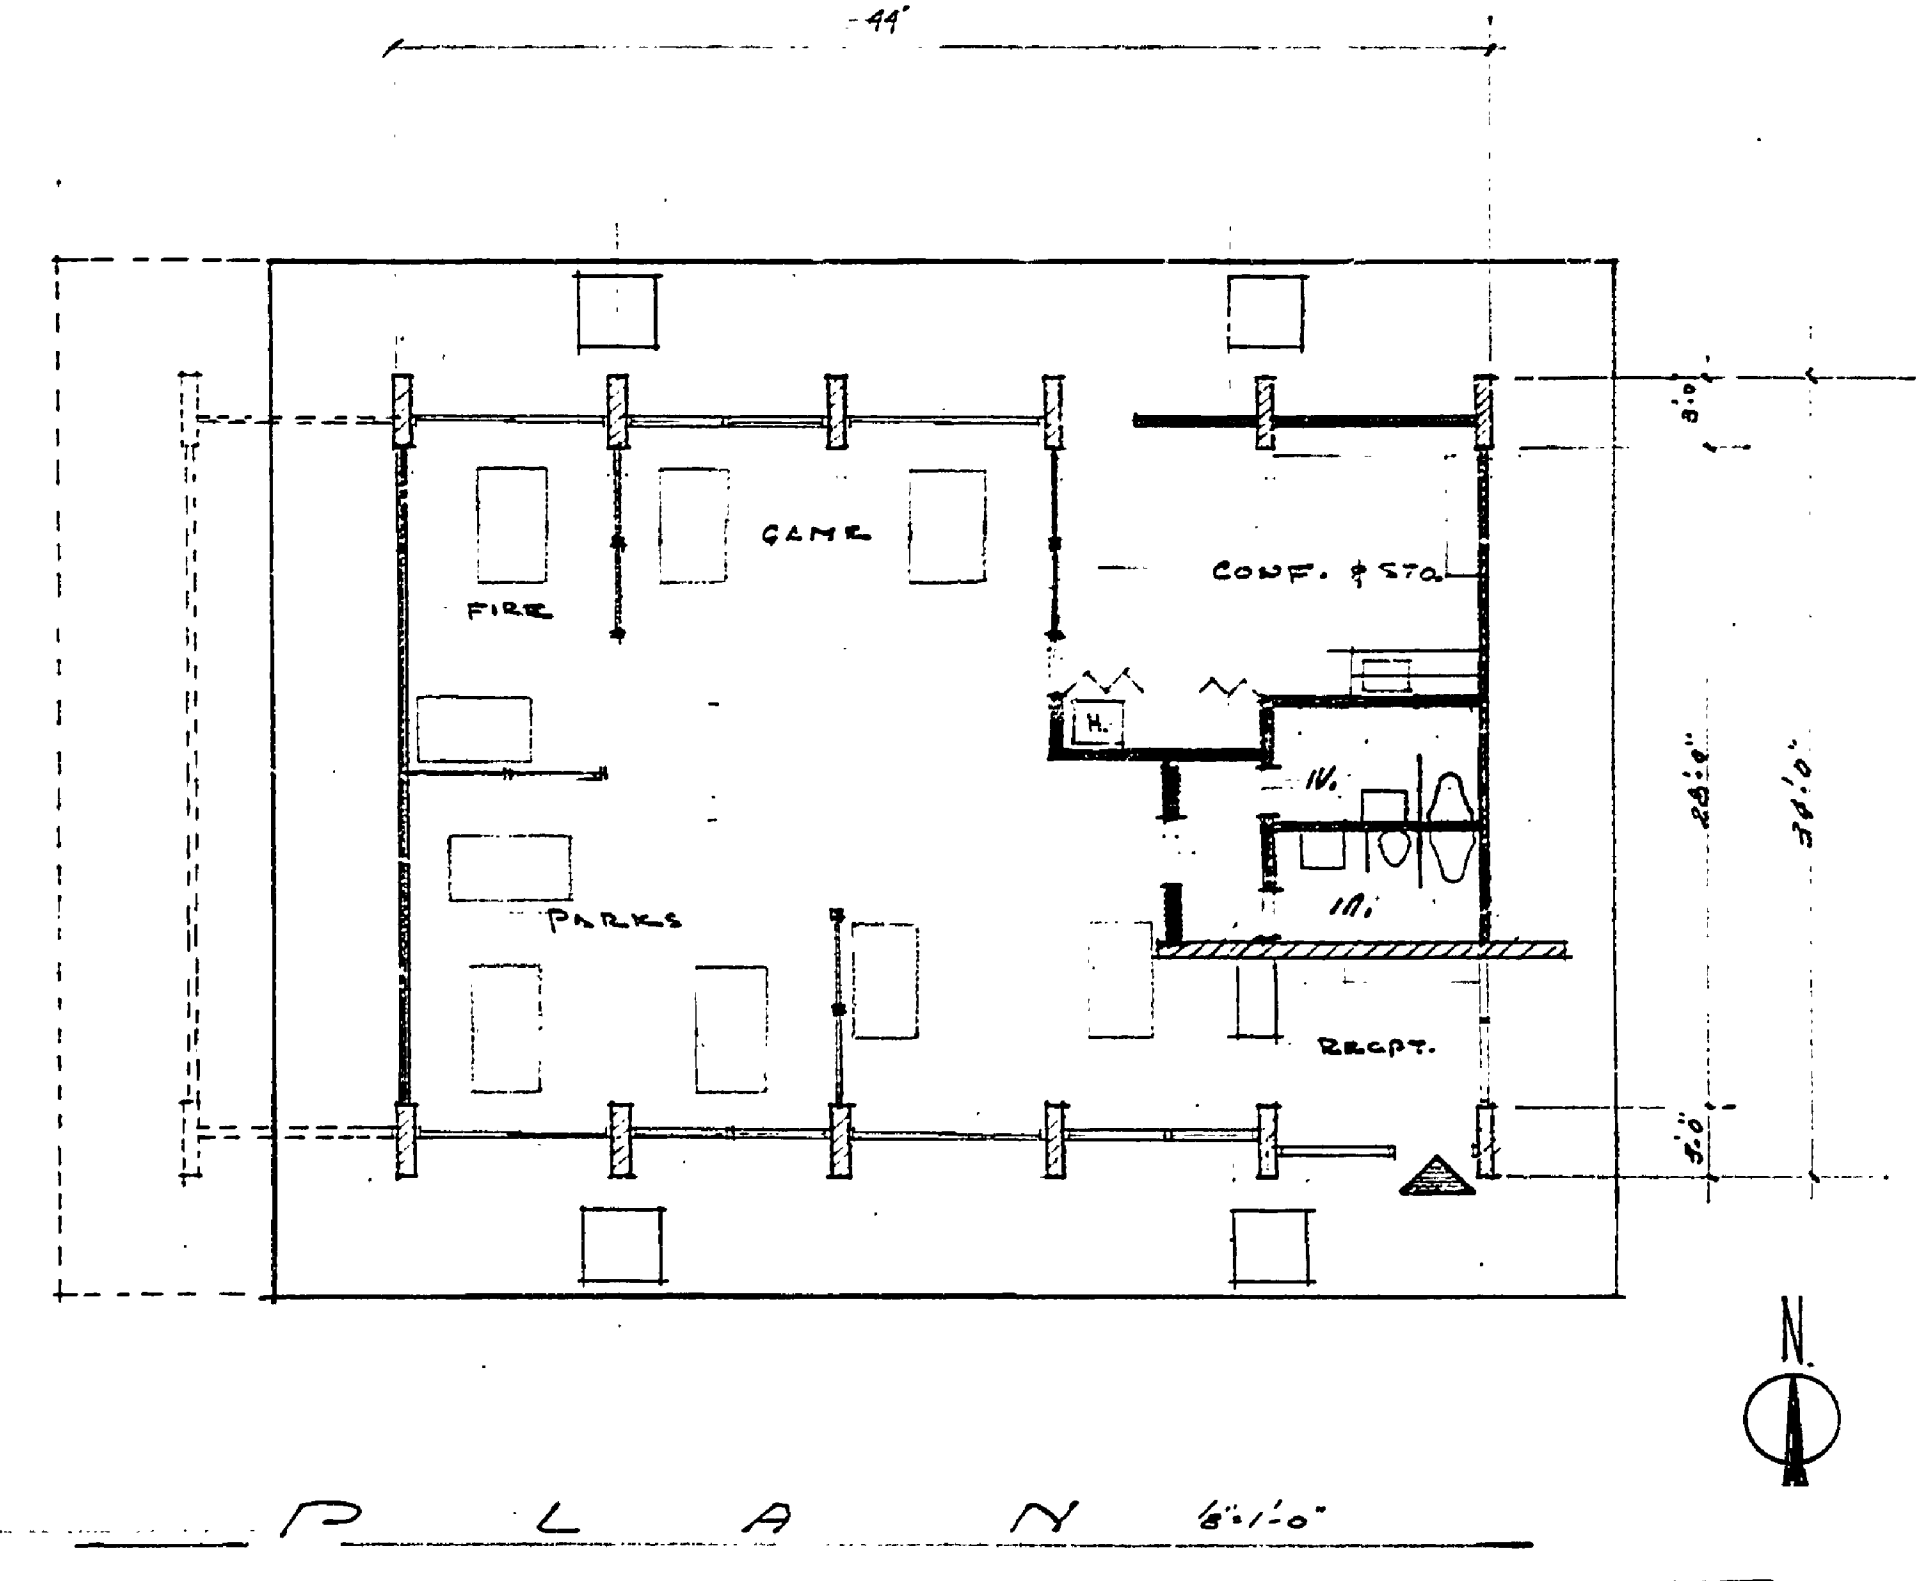 44'
GAME
CONF. & STO.
FIRE
H.
W.
PARKS
M.
RECPT.
3'-0"
28'-0"
34'-0"
3'-0"
N.
PLAN 1/8"=1'-0"